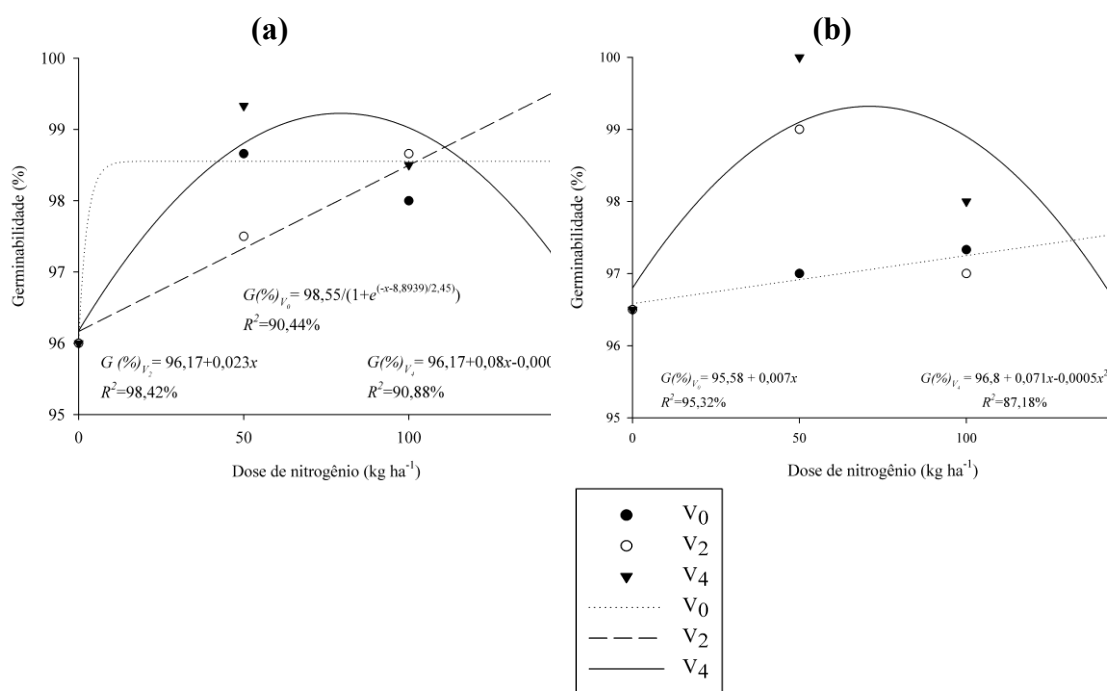 (a)
100
99
98
97
96
95
Germinabilidade (%)
G(%)V0= 98,55/(1+e(-x-8,8939)/2,45)
R²=90,44%
G (%)V2= 96,17+0,023x
R²=98,42%
G(%)V4= 96,17+0,08x-0,000
R²=90,88%
0 50 100
Dose de nitrogênio (kg ha⁻¹)
(b)
100
99
98
97
96
95
Germinabilidade (%)
G(%)V0= 95,58 + 0,007x
R²=95,32%
G(%)V4= 96,8 + 0,071x-0,0005x²
R²=87,18%
0 50 100
Dose de nitrogênio (kg ha⁻¹)
V0
V2
V4
V0
V2
V4